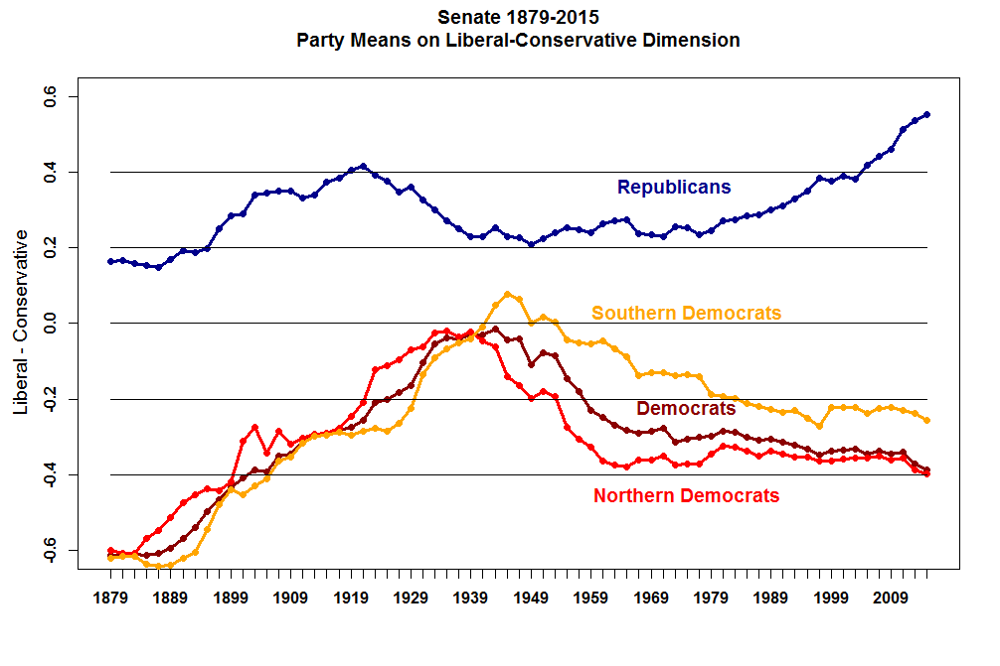 Senate 1879-2015
Party Means on Liberal-Conservative Dimension
Liberal - Conservative
0.6
0.4
0.2
0.0
-0.2
-0.4
-0.6
Republicans
Southern Democrats
Democrats
Northern Democrats
1879 1889 1899 1909 1919 1929 1939 1949 1959 1969 1979 1989 1999 2009